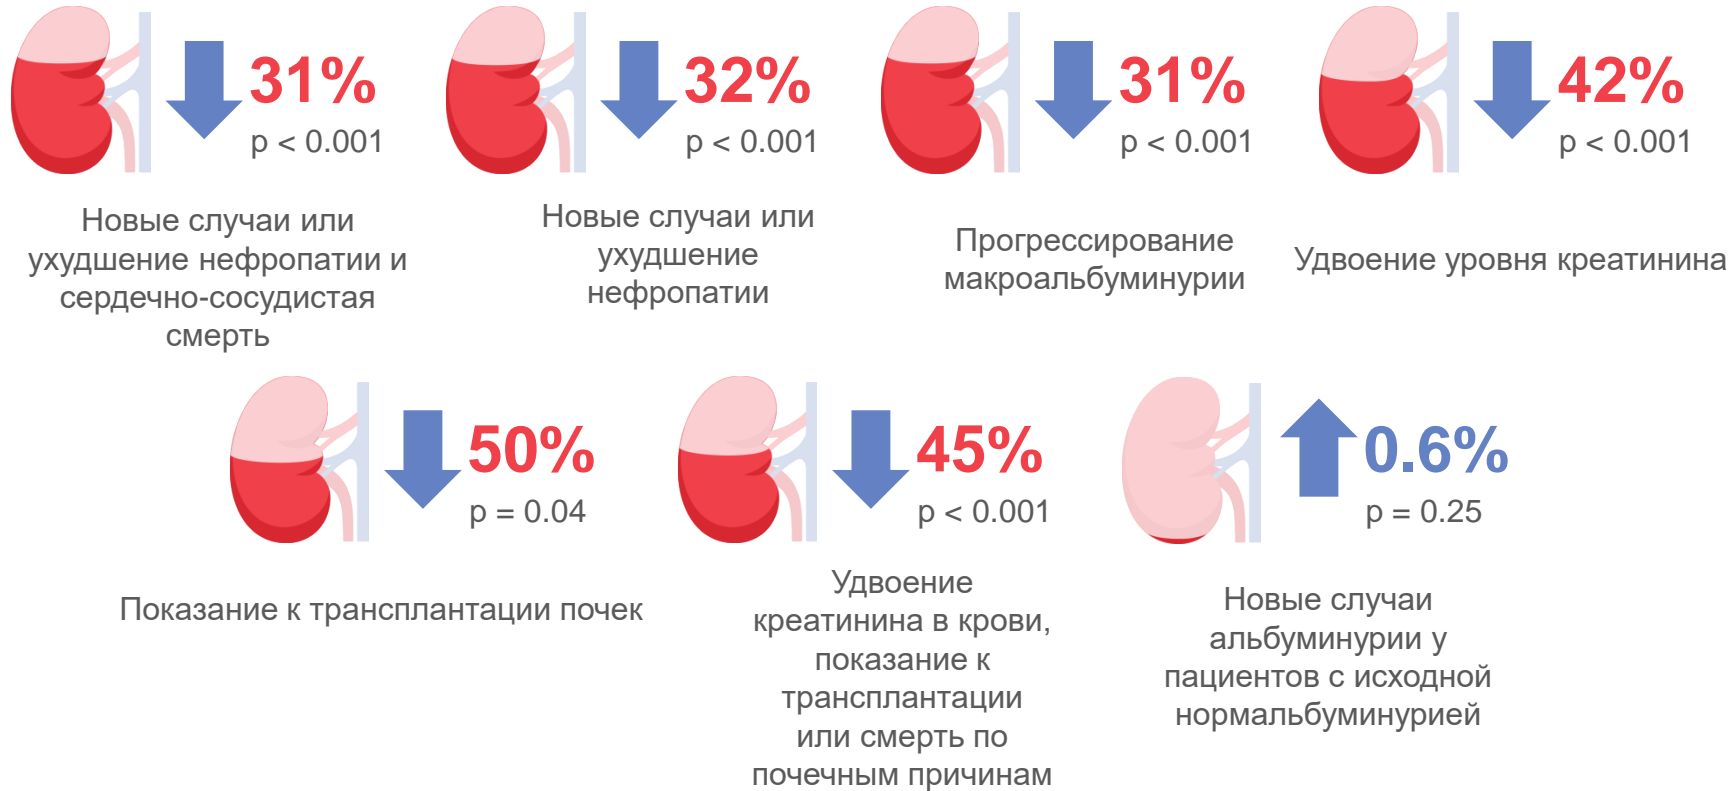 31%
p < 0.001
Новые случаи или
ухудшение нефропатии и
сердечно-сосудистая
смерть
32%
p < 0.001
Новые случаи или
ухудшение
нефропатии
31%
p < 0.001
Прогрессирование
макроальбуминурии
42%
p < 0.001
Удвоение уровня креатинина
50%
p = 0.04
Показание к трансплантации почек
45%
p < 0.001
Удвоение
креатинина в крови,
показание к
трансплантации
или смерть по
почечным причинам
0.6%
p = 0.25
Новые случаи
альбуминурии у
пациентов с исходной
нормальбуминурией